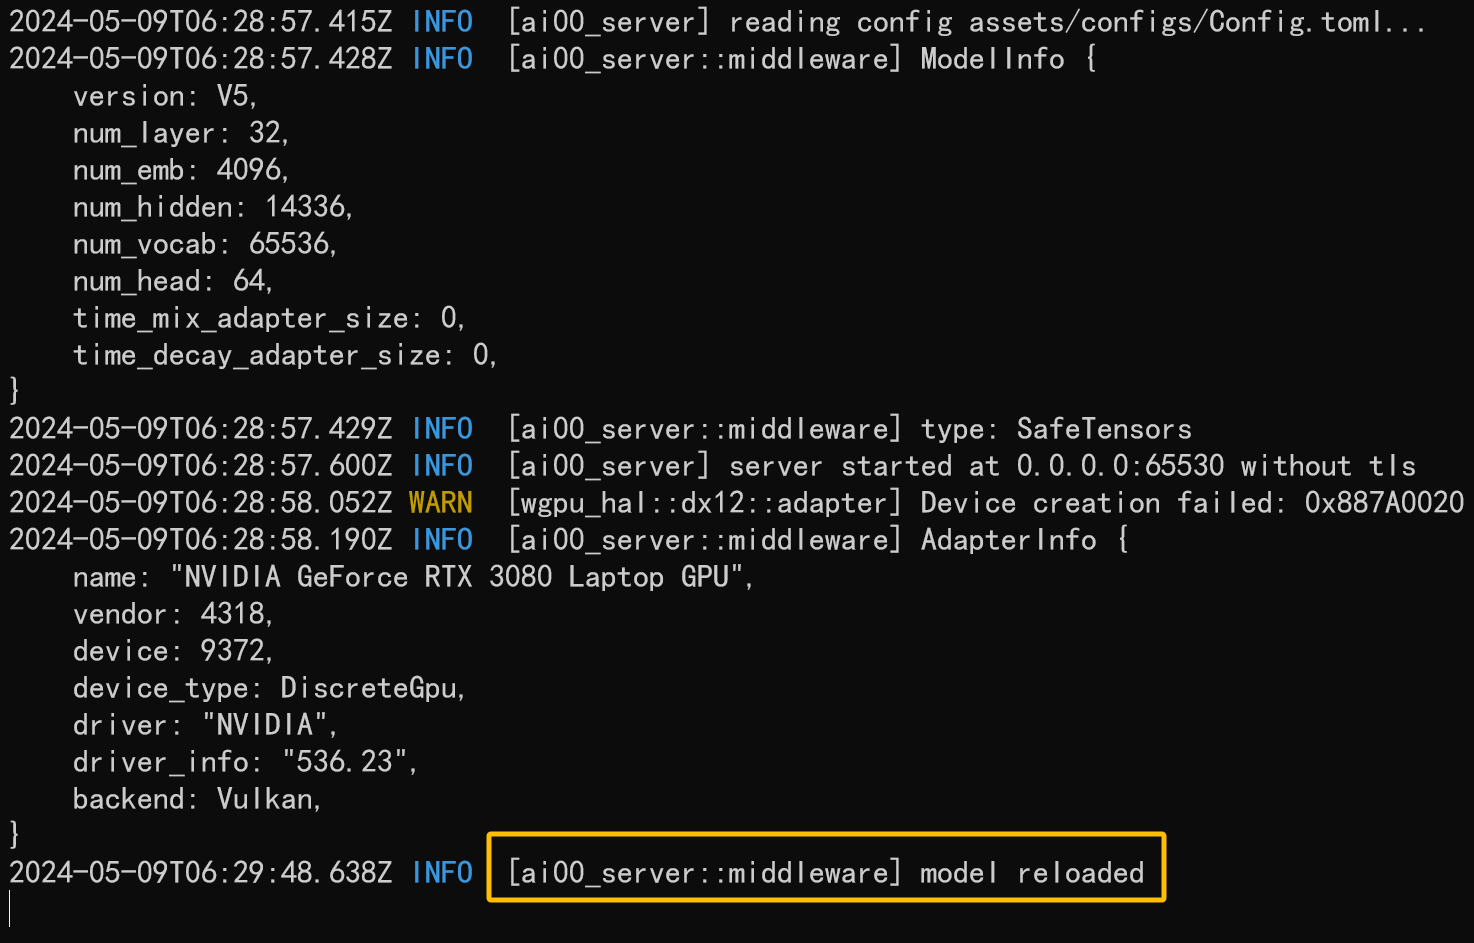 2024-05-09T06:28:57.415Z INFO  [ai00_server] reading config assets/configs/Config.toml...
2024-05-09T06:28:57.428Z INFO  [ai00_server::middleware] ModelInfo {
    version: V5,
    num_layer: 32,
    num_emb: 4096,
    num_hidden: 14336,
    num_vocab: 65536,
    num_head: 64,
    time_mix_adapter_size: 0,
    time_decay_adapter_size: 0,
}
2024-05-09T06:28:57.429Z INFO  [ai00_server::middleware] type: SafeTensors
2024-05-09T06:28:57.600Z INFO  [ai00_server] server started at 0.0.0.0:65530 without tls
2024-05-09T06:28:58.052Z WARN  [wgpu_hal::dx12::adapter] Device creation failed: 0x887A0020
2024-05-09T06:28:58.190Z INFO  [ai00_server::middleware] AdapterInfo {
    name: "NVIDIA GeForce RTX 3080 Laptop GPU",
    vendor: 4318,
    device: 9372,
    device_type: DiscreteGpu,
    driver: "NVIDIA",
    driver_info: "536.23",
    backend: Vulkan,
}
2024-05-09T06:29:48.638Z INFO  [ai00_server::middleware] model reloaded